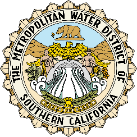 THE METROPOLITAN WATER DISTRICT OF
SOUTHERN CALIFORNIA